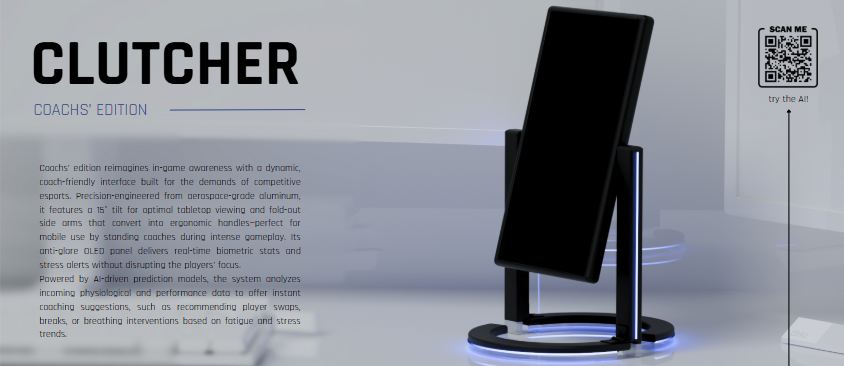 CLUTCHER
COACHS' EDITION
Coachs' edition reimagines in-game awareness with a dynamic,
coach-friendly interface built for the demands of competitive
esports. Precision-engineered from aerospace-grade aluminum,
it features a 15° tilt for optimal tabletop viewing and fold-out
side arms that convert into ergonomic handles—perfect for
mobile use by standing coaches during intense gameplay. Its
anti-glare OLED panel delivers real-time biometric stats and
stress alerts without disrupting the players' focus.
Powered by AI-driven prediction models, the system analyzes
incoming physiological and performance data to offer instant
coaching suggestions, such as recommending player swaps,
breaks, or breathing interventions based on fatigue and stress
trends.
SCAN ME
try the AI!